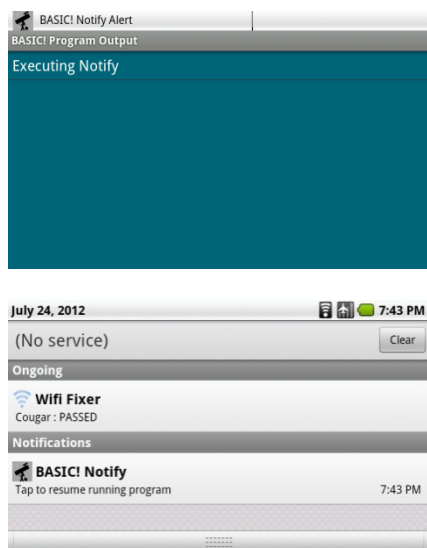 BASIC! Notify Alert
BASIC! Program Output
Executing Notify
July 24, 2012 7:43 PM
(No service) Clear
Ongoing
Wifi Fixer
Cougar : PASSED
Notifications
BASIC! Notify
Tap to resume running program 7:43 PM